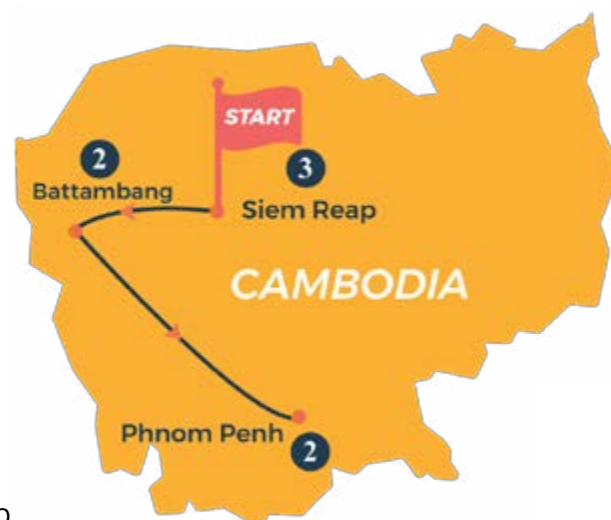 START
2
3
Battambang
Siem Reap
CAMBODIA
Phnom Penh 2